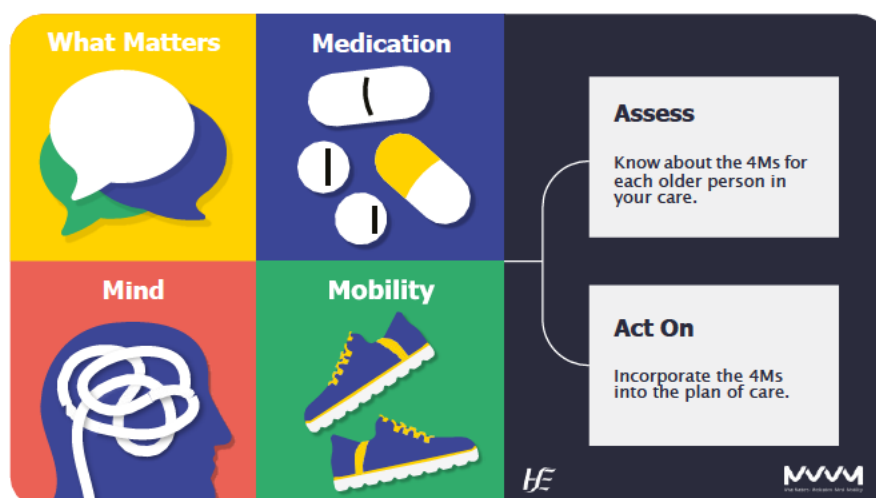 What Matters
Medication
Mind
Mobility
Assess
Know about the 4Ms for
each older person in
your care.
Act On
Incorporate the 4Ms
into the plan of care.